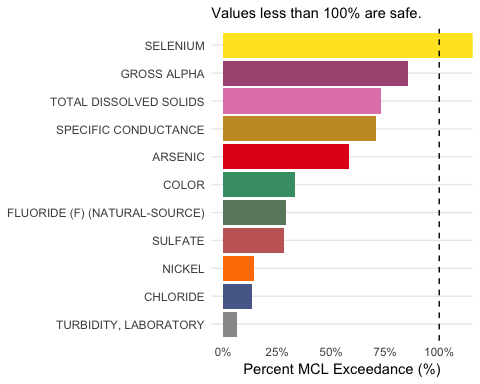 Values less than 100% are safe.
SELENIUM
GROSS ALPHA
TOTAL DISSOLVED SOLIDS
SPECIFIC CONDUCTANCE
ARSENIC
COLOR
FLUORIDE (F) (NATURAL-SOURCE)
SULFATE
NICKEL
CHLORIDE
TURBIDITY, LABORATORY
0% 25% 50% 75% 100%
Percent MCL Exceedance (%)